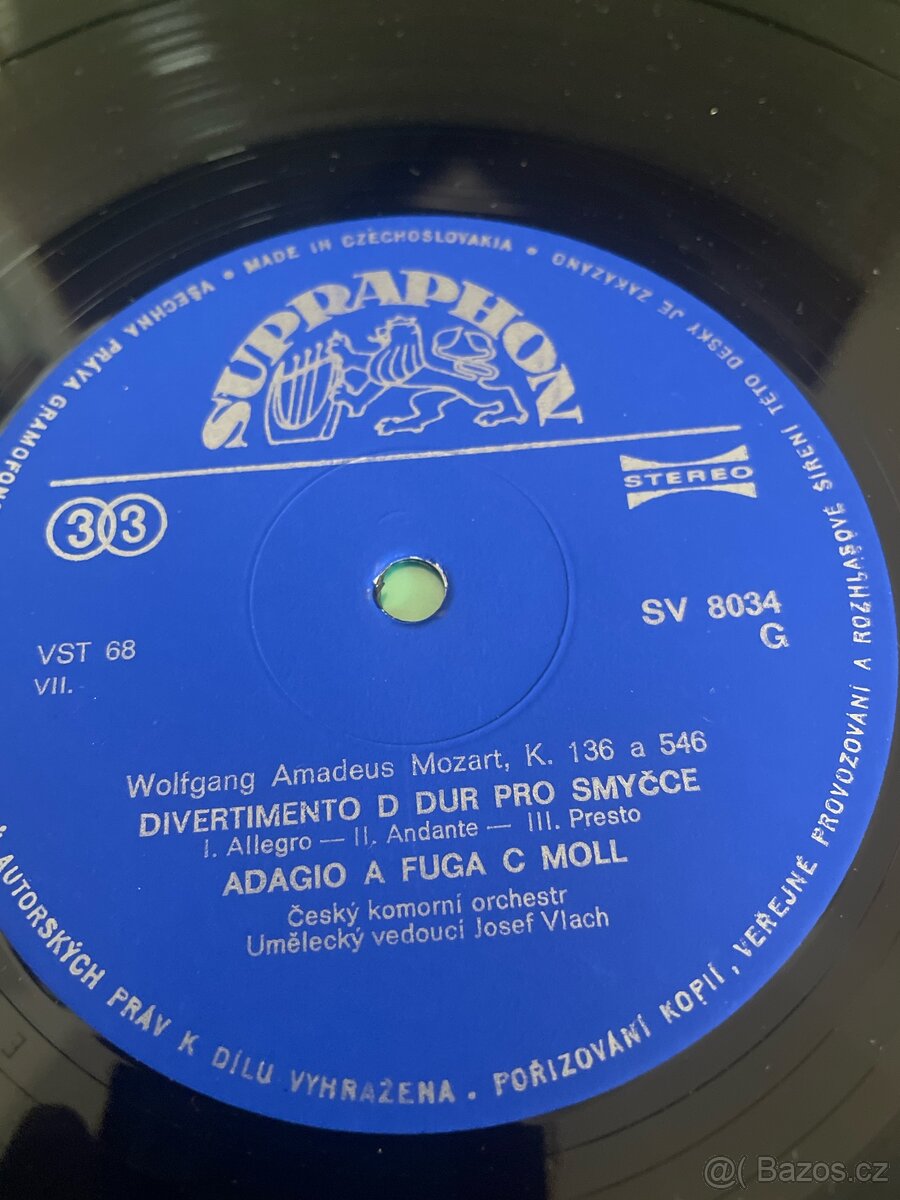 VŠECHNA PRÁVA GRAMOFON
MADE IN CZECHOSLOVAKIA
SUPRAPHON
33
STEREO
SV 8034
G
VST 68
VII.
Wolfgang Amadeus Mozart, K. 136 a 546
DIVERTIMENTO D DUR PRO SMYČCE
I. Allegro — II. Andante — III. Presto
ADAGIO A FUGA C MOLL
Český komorní orchestr
Umělecký vedoucí Josef Vlach
AUTORSKÝCH PRÁV K DÍLU VYHRAŽENA • POŘIZOVÁNÍ KOPIÍ, VEŘEJNÉ PROVOZOVÁNÍ A ROZHLASOVÉ ŠÍŘENÍ TÉTO DESKY JE ZAKÁZÁNO •
@( Bazos.cz